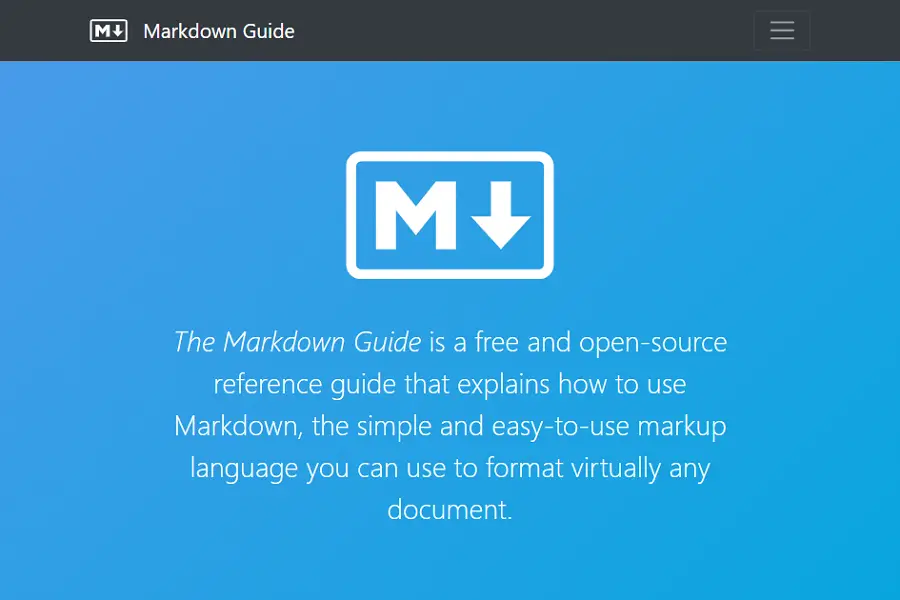 M↓ Markdown Guide
M↓
The Markdown Guide is a free and open-source
reference guide that explains how to use
Markdown, the simple and easy-to-use markup
language you can use to format virtually any
document.